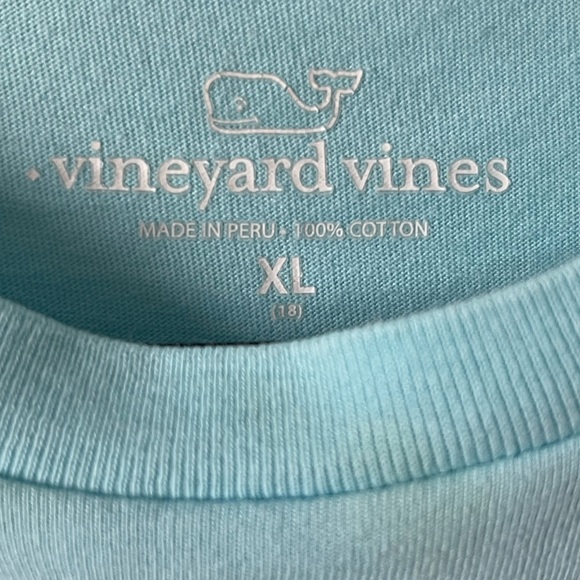 vineyard vines
MADE IN PERU • 100% COTTON
XL
(18)